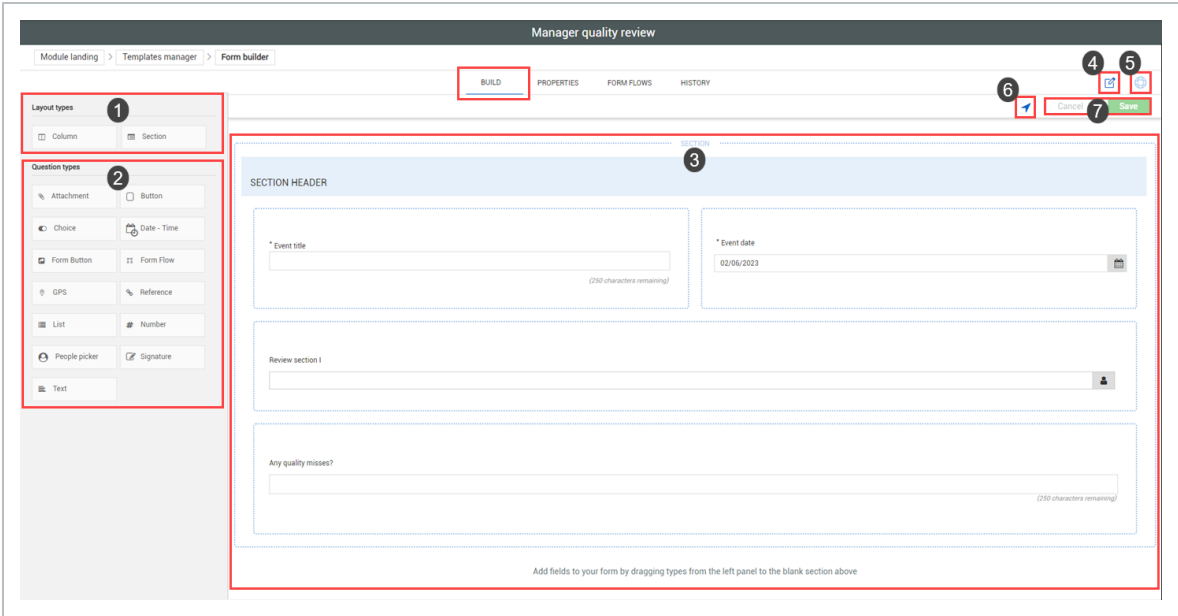 Manager quality review
Module landing > Templates manager > Form builder
4 5
BUILD PROPERTIES FORM FLOWS HISTORY
6
Layout types
1
Cancel 7 Save
Column Section
SECTION
3
Question types
2
SECTION HEADER
Attachment Button
Choice Date - Time
* Event title
* Event date
Form Button Form Flow
02/06/2023
(250 characters remaining)
GPS Reference
List # Number
People picker Signature
Review section I
Text
Any quality misses?
(250 characters remaining)
Add fields to your form by dragging types from the left panel to the blank section above